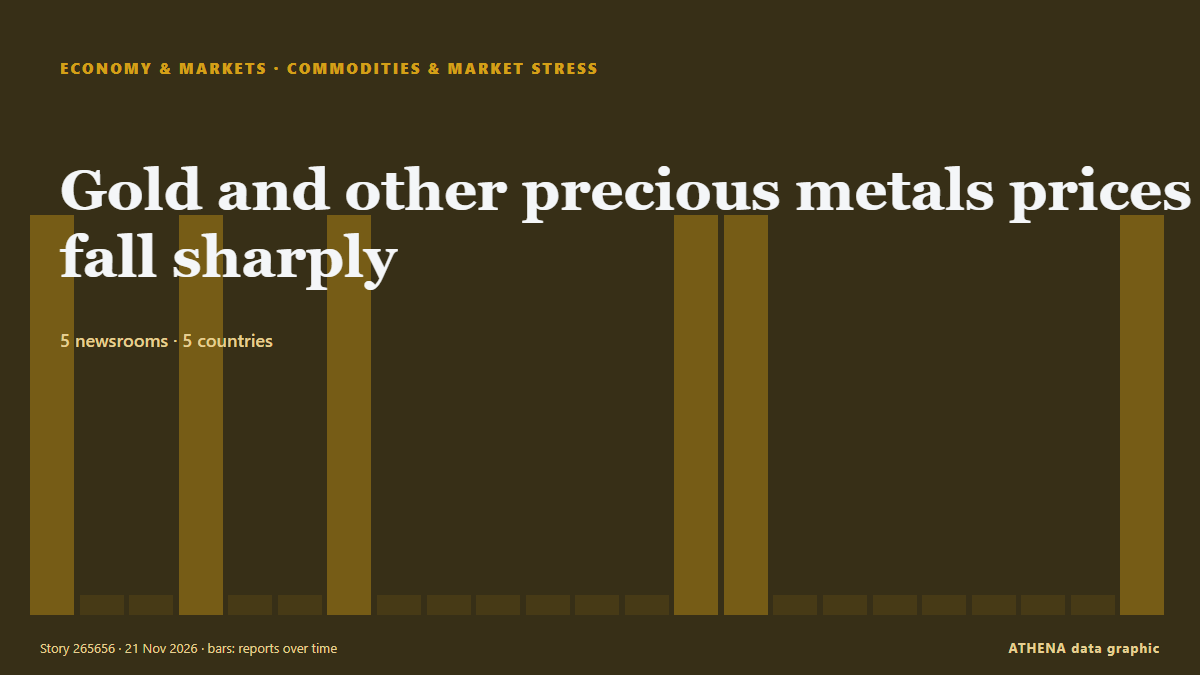 ECONOMY & MARKETS · COMMODITIES & MARKET STRESS
Gold and other precious metals prices
fall sharply
5 newsrooms · 5 countries
Story 265656 · 21 Nov 2026 · bars: reports over time
ATHENA data graphic